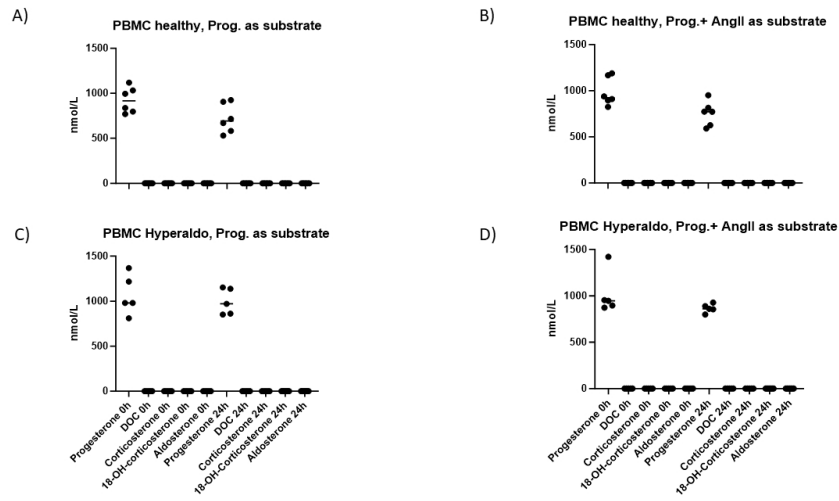 A)
PBMC healthy, Prog. as substrate
1500
1000
500
0
nmol/L
B)
PBMC healthy, Prog.+ AngII as substrate
1500
1000
500
0
nmol/L
C)
PBMC Hyperaldo, Prog. as substrate
1500
1000
500
0
nmol/L
Progesterone 0h
DOC 0h
Corticosterone 0h
18-OH-corticosterone 0h
Aldosterone 0h
Progesterone 24h
DOC 24h
Corticosterone 24h
18-OH-Corticosterone 24h
Aldosterone 24h
D)
PBMC Hyperaldo, Prog.+ AngII as substrate
1500
1000
500
0
nmol/L
Progesterone 0h
DOC 0h
Corticosterone 0h
18-OH-corticosterone 0h
Aldosterone 0h
Progesterone 24h
DOC 24h
Corticosterone 24h
18-OH-Corticosterone 24h
Aldosterone 24h